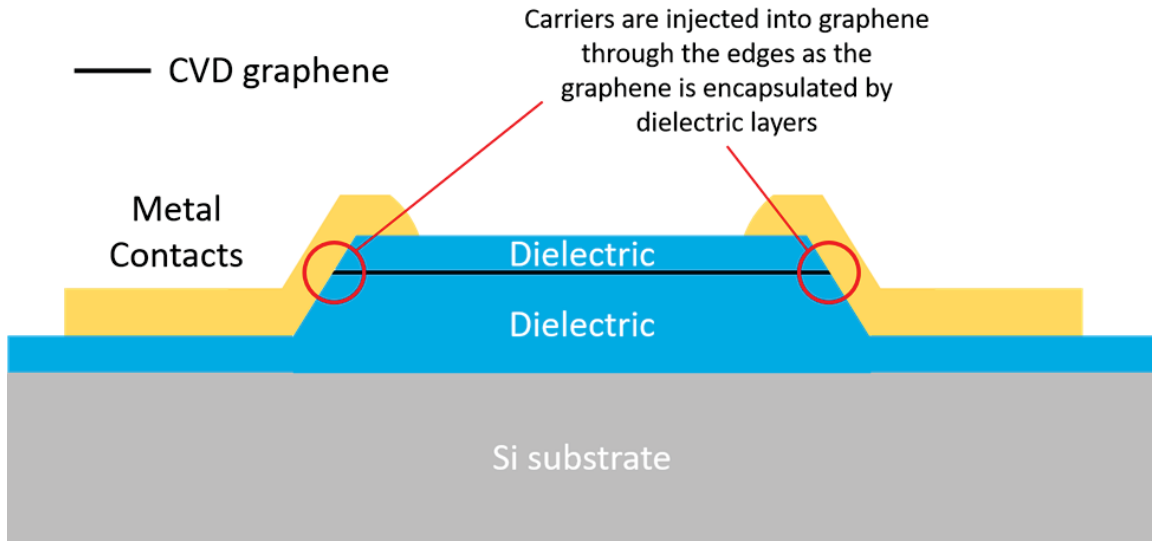 Carriers are injected into graphene
through the edges as the
graphene is encapsulated by
dielectric layers
CVD graphene
Metal
Contacts
Dielectric
Dielectric
Si substrate